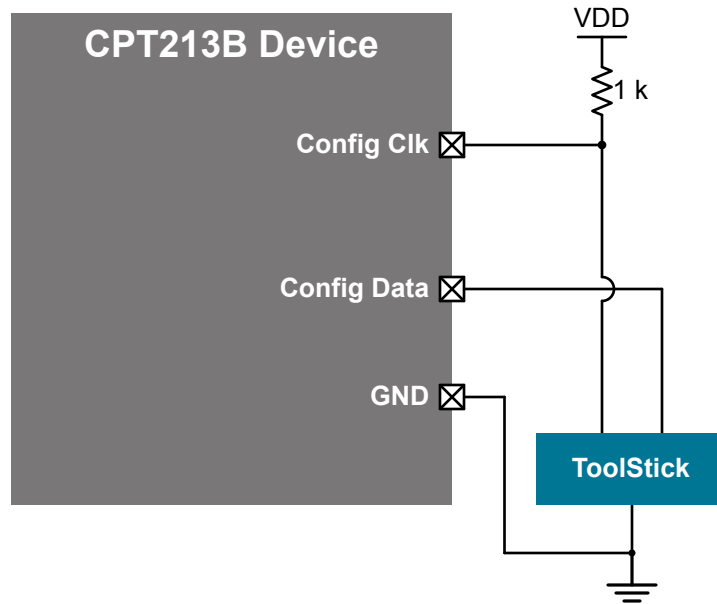 CPT213B Device
VDD
1 k
Config Clk
Config Data
GND
ToolStick